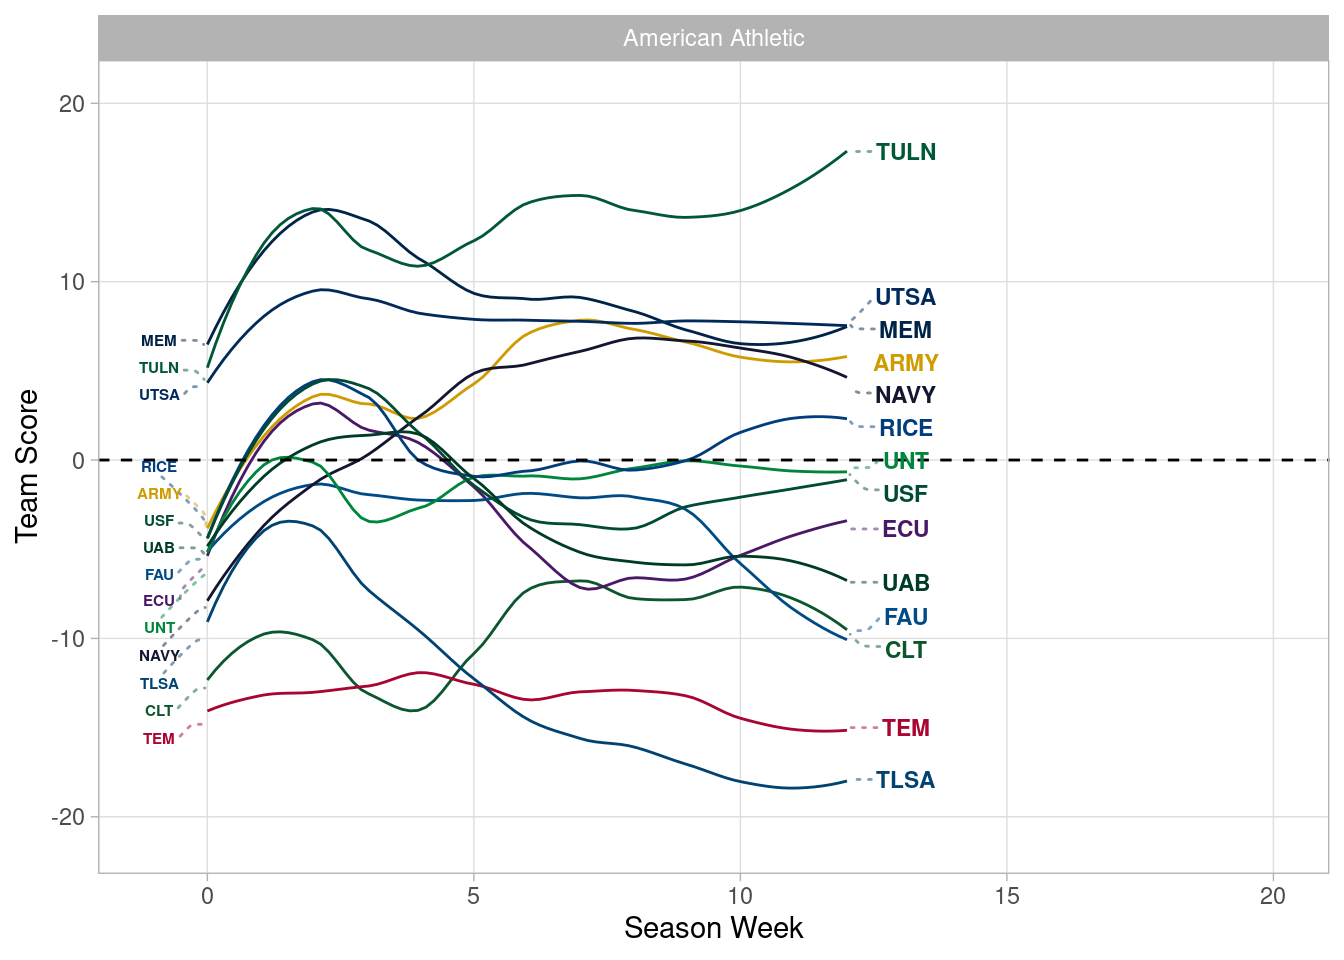 American Athletic
Team Score
20
10
0
-10
-20
MEM
TULN
UTSA
RICE
ARMY
USF
UAB
FAU
ECU
UNT
NAVY
TLSA
CLT
TEM
TULN
UTSA
MEM
ARMY
NAVY
RICE
UNT
USF
ECU
UAB
FAU
CLT
TEM
TLSA
0 5 10 15 20
Season Week